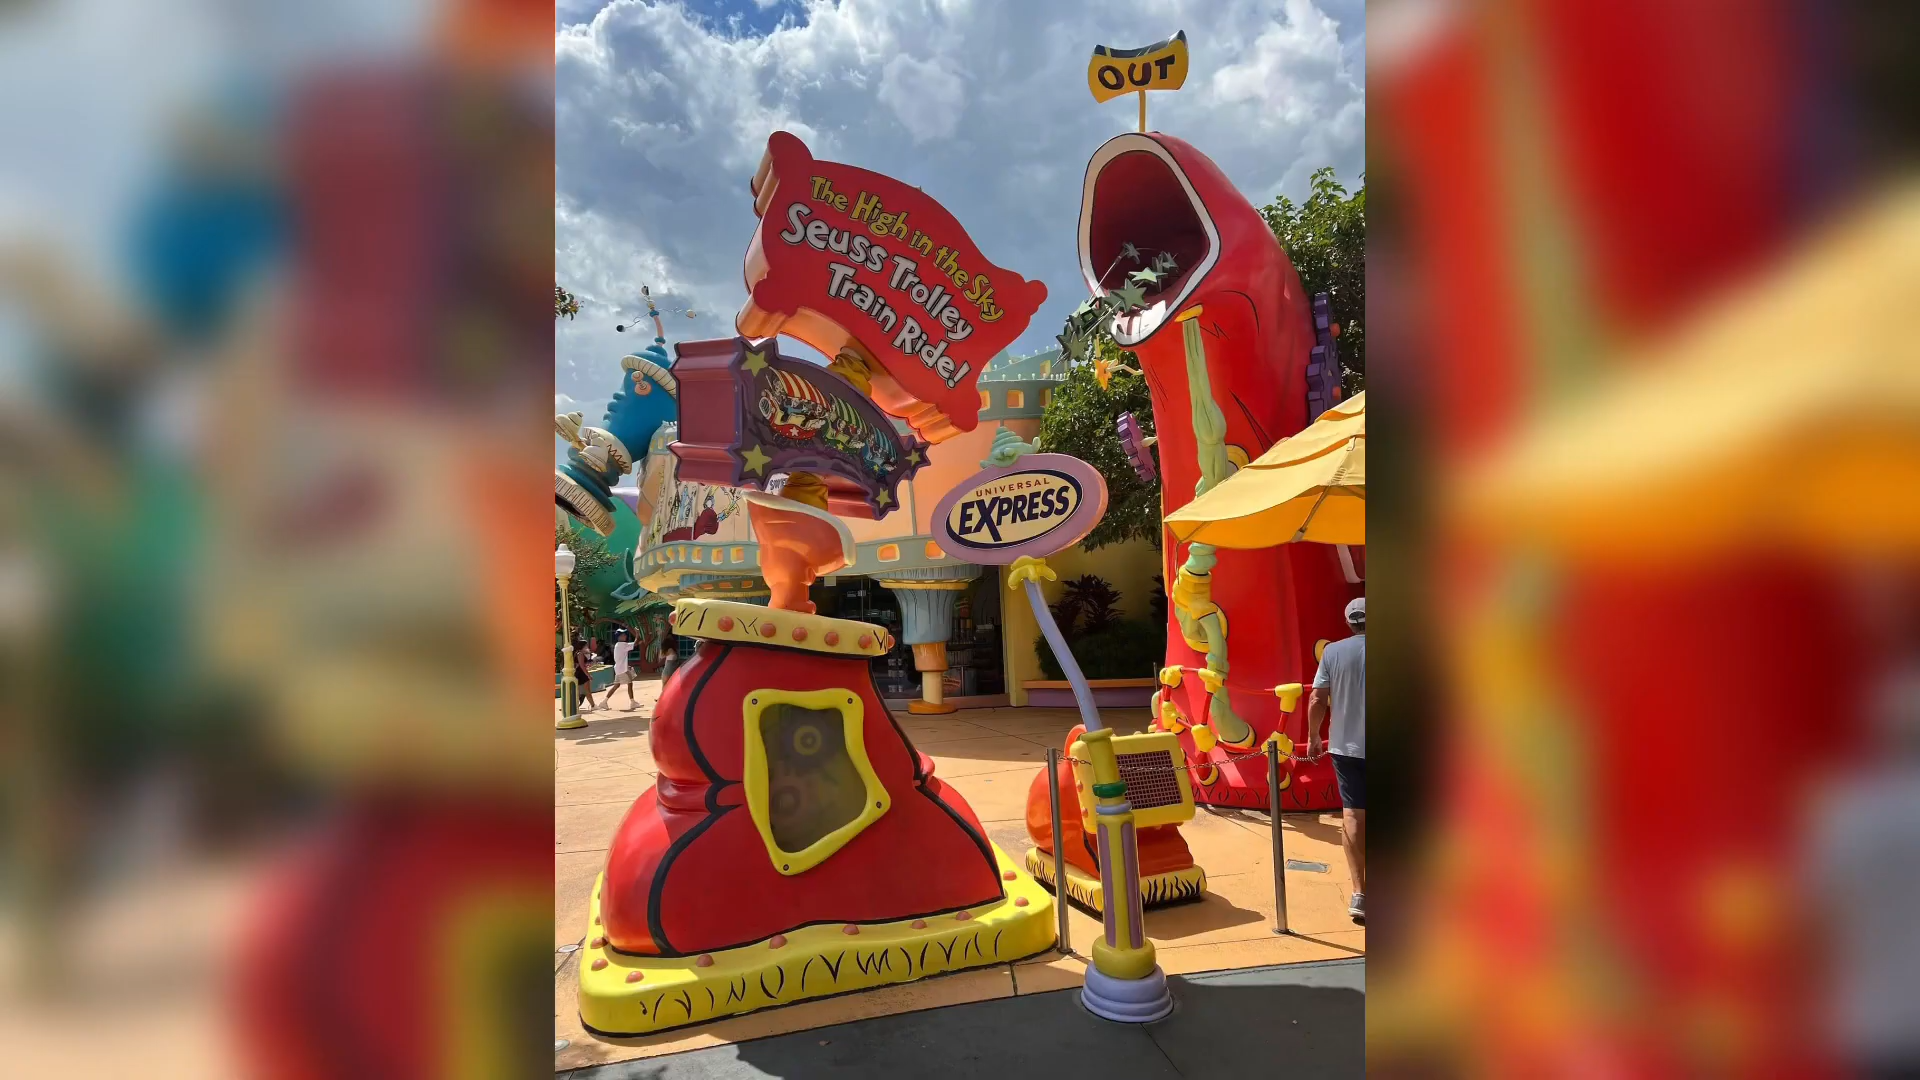 OUT
The High in the Sky
Seuss Trolley
Train Ride!
UNIVERSAL
EXPRESS